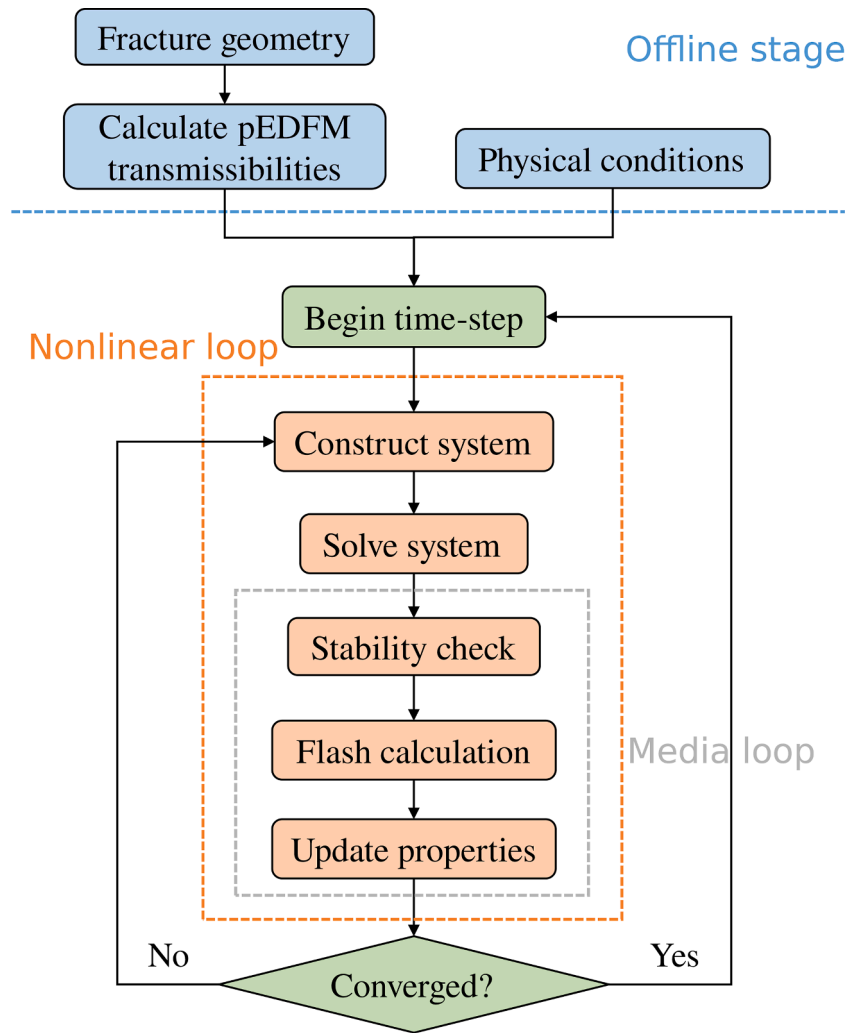 Fracture geometry
Offline stage
Calculate pEDFM
transmissibilities
Physical conditions
Begin time-step
Nonlinear loop
Construct system
Solve system
Stability check
Flash calculation
Media loop
Update properties
No
Yes
Converged?